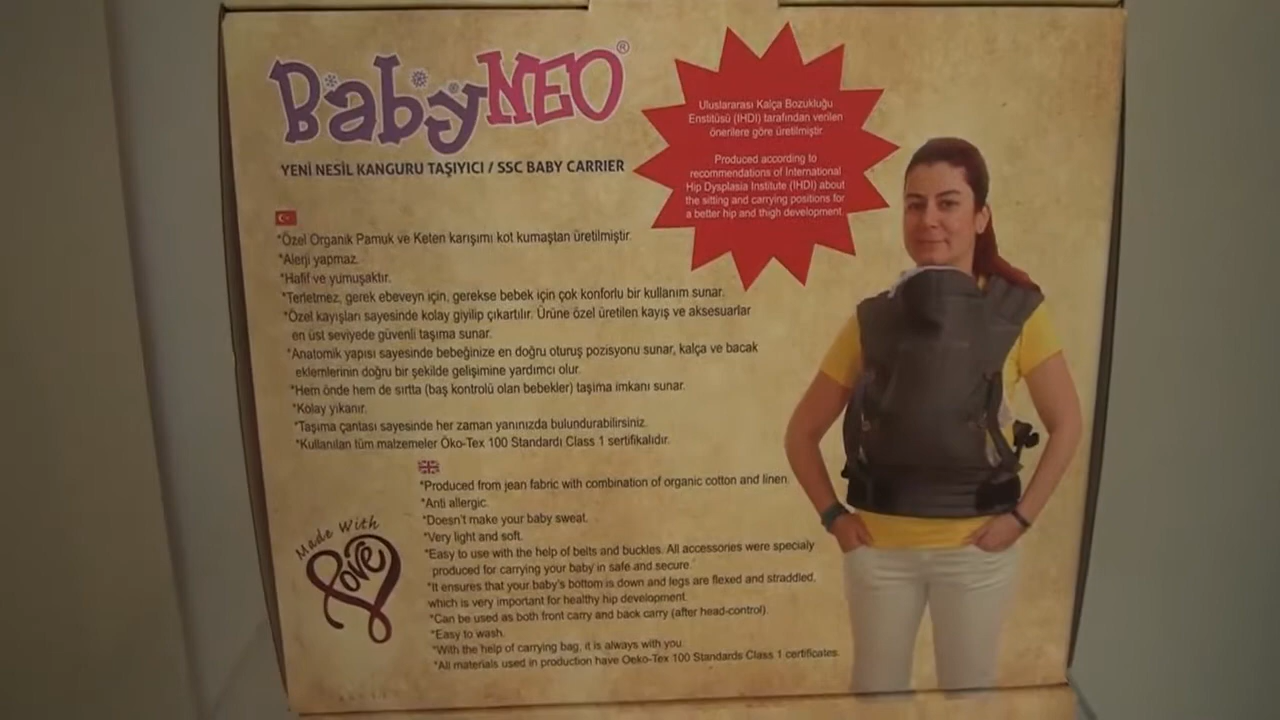 BabyNEO®
YENİ NESİL KANGURU TAŞIYICI / SSC BABY CARRIER
Uluslararası Kalça Bozukluğu
Enstitüsü (IHDI) tarafından verilen
önerilere göre üretilmiştir.
Produced according to
recommendations of International
Hip Dysplasia Institute (IHDI) about
the sitting and carrying positions for
a better hip and thigh development.
*Özel Organik Pamuk ve Keten karışımı kot kumaştan üretilmiştir.
*Alerji yapmaz.
*Hafif ve yumuşaktır.
*Terletmez, gerek ebeveyn için, gerekse bebek için çok konforlu bir kullanım sunar.
*Özel kayışları sayesinde kolay giyilip çıkartılır. Ürüne özel üretilen kayış ve aksesuarlar
en üst seviyede güvenli taşıma sunar.
*Anatomik yapısı sayesinde bebeğinize en doğru oturuş pozisyonu sunar, kalça ve bacak
eklemlerinin doğru bir şekilde gelişimine yardımcı olur.
*Hem önde hem de sırtta (baş kontrolü olan bebekler) taşıma imkanı sunar.
*Kolay yıkanır.
*Taşıma çantası sayesinde her zaman yanınızda bulundurabilirsiniz.
*Kullanılan tüm malzemeler Öko-Tex 100 Standardı Class 1 sertifikalıdır.
*Produced from jean fabric with combination of organic cotton and linen.
*Anti allergic.
*Doesn't make your baby sweat.
*Very light and soft.
*Easy to use with the help of belts and buckles. All accessories were specialy
produced for carrying your baby in safe and secure.
*It ensures that your baby's bottom is down and legs are flexed and straddled,
which is very important for healthy hip development.
*Can be used as both front carry and back carry (after head-control).
*Easy to wash.
*With the help of carrying bag, it is always with you.
*All materials used in production have Oeko-Tex 100 Standards Class 1 certificates.
Made With
Love